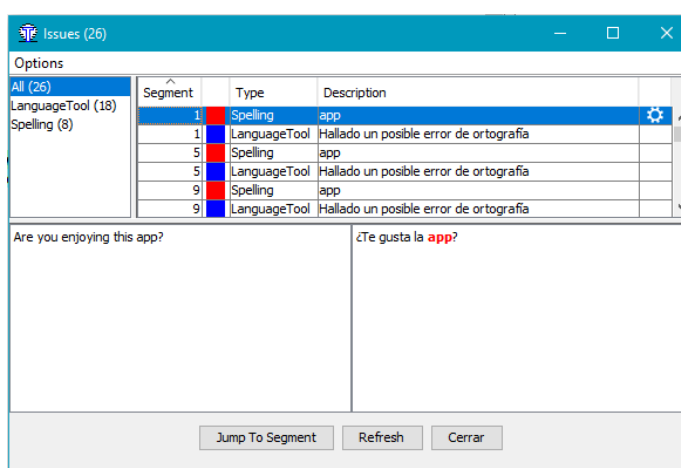 Issues (26)
Options
All (26)
LanguageTool (18)
Spelling (8)
Segment Type Description
1 Spelling app
1 LanguageTool Hallado un posible error de ortografía
5 Spelling app
5 LanguageTool Hallado un posible error de ortografía
9 Spelling app
9 LanguageTool Hallado un posible error de ortografía
Are you enjoying this app?
¿Te gusta la app?
Jump To Segment Refresh Cerrar